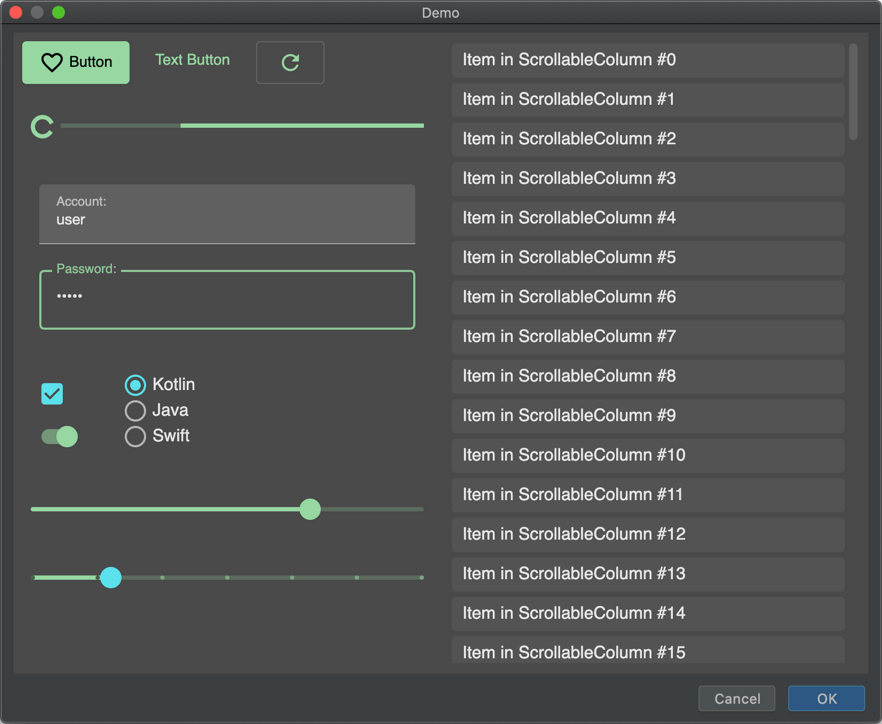 Demo
Button
Text Button
Account:
user
Password:
•••••
Kotlin
Java
Swift
Item in ScrollableColumn #0
Item in ScrollableColumn #1
Item in ScrollableColumn #2
Item in ScrollableColumn #3
Item in ScrollableColumn #4
Item in ScrollableColumn #5
Item in ScrollableColumn #6
Item in ScrollableColumn #7
Item in ScrollableColumn #8
Item in ScrollableColumn #9
Item in ScrollableColumn #10
Item in ScrollableColumn #11
Item in ScrollableColumn #12
Item in ScrollableColumn #13
Item in ScrollableColumn #14
Item in ScrollableColumn #15
Cancel
OK